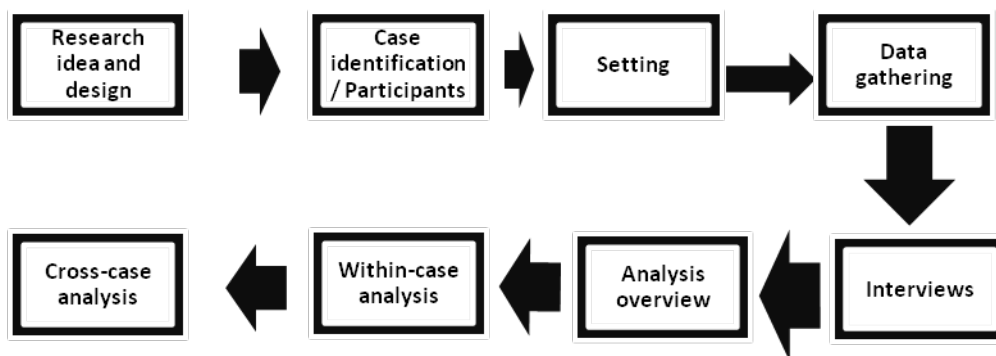 Research
idea and
design
Case
identification
/ Participants
Setting
Data
gathering
Interviews
Analysis
overview
Within-case
analysis
Cross-case
analysis